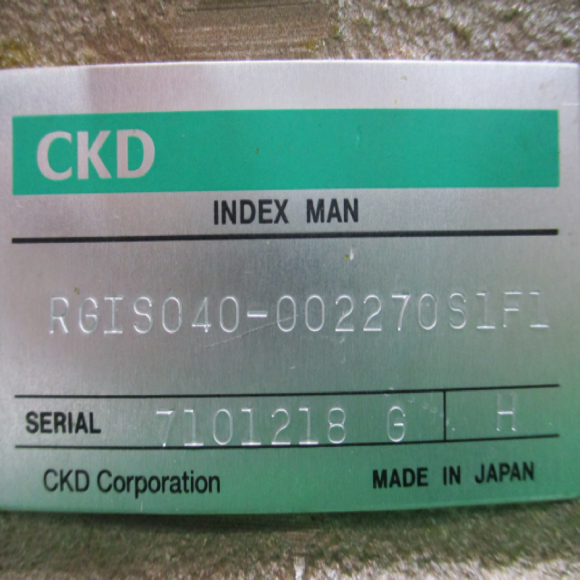 CKD
INDEX MAN
RGIS040-002270S1F1
SERIAL 7101218 G H
CKD Corporation MADE IN JAPAN